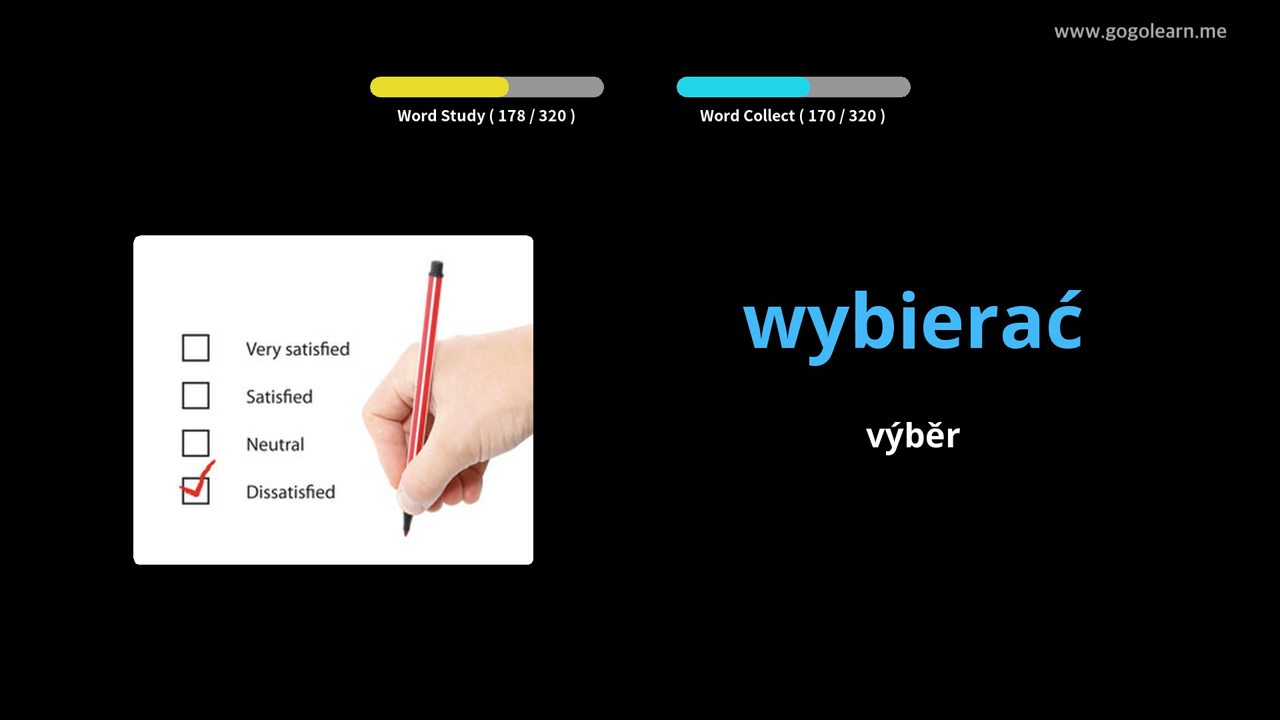 www.gogolearn.me
Word Study ( 178 / 320 )
Word Collect ( 170 / 320 )
Very satisfied
Satisfied
Neutral
Dissatisfied
wybierać
výběr